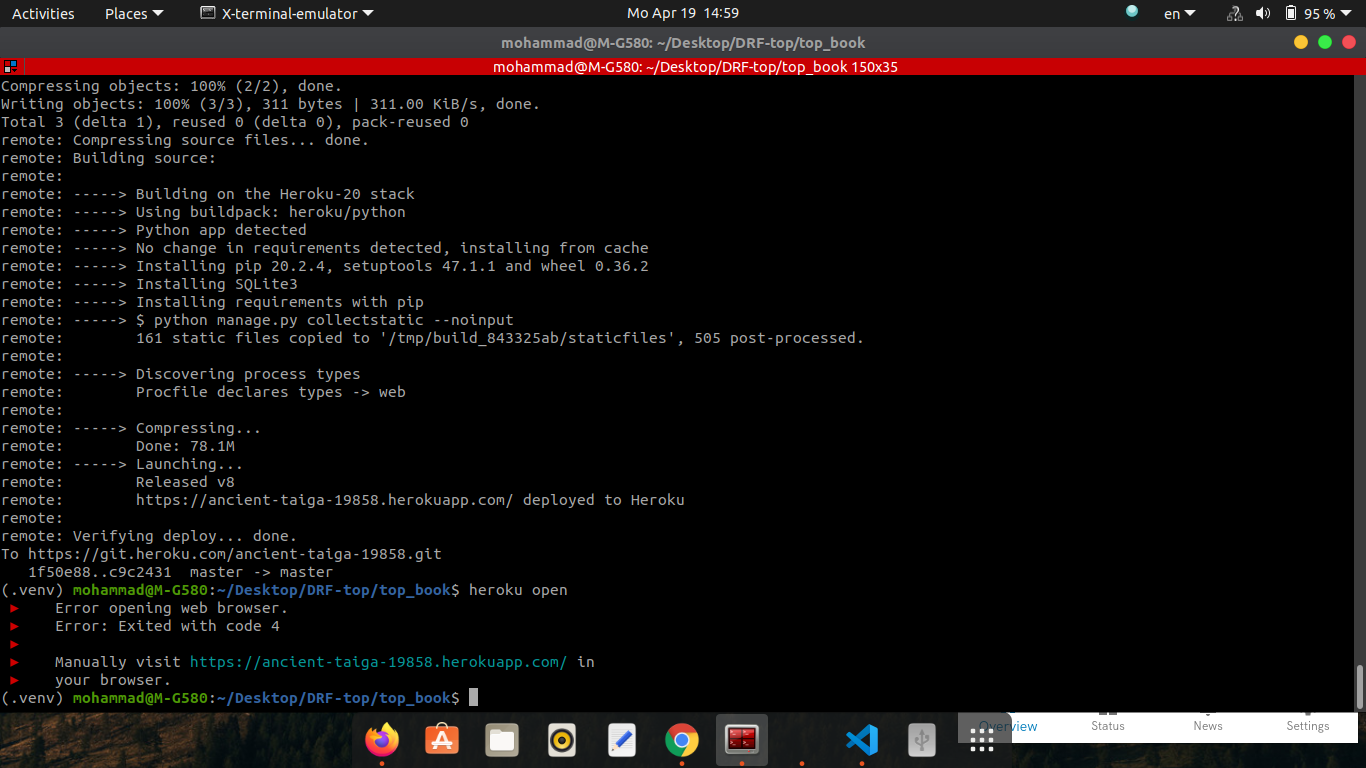 Activities Places X-terminal-emulator Mo Apr 19 14:59 en 95 %
mohammad@M-G580: ~/Desktop/DRF-top/top_book
mohammad@M-G580: ~/Desktop/DRF-top/top_book 150x35
Compressing objects: 100% (2/2), done.
Writing objects: 100% (3/3), 311 bytes | 311.00 KiB/s, done.
Total 3 (delta 1), reused 0 (delta 0), pack-reused 0
remote: Compressing source files... done.
remote: Building source:
remote:
remote: -----> Building on the Heroku-20 stack
remote: -----> Using buildpack: heroku/python
remote: -----> Python app detected
remote: -----> No change in requirements detected, installing from cache
remote: -----> Installing pip 20.2.4, setuptools 47.1.1 and wheel 0.36.2
remote: -----> Installing SQLite3
remote: -----> Installing requirements with pip
remote: -----> $ python manage.py collectstatic --noinput
remote:        161 static files copied to '/tmp/build_843325ab/staticfiles', 505 post-processed.
remote:
remote: -----> Discovering process types
remote:        Procfile declares types -> web
remote:
remote: -----> Compressing...
remote:        Done: 78.1M
remote: -----> Launching...
remote:        Released v8
remote:        https://ancient-taiga-19858.herokuapp.com/ deployed to Heroku
remote:
remote: Verifying deploy... done.
To https://git.heroku.com/ancient-taiga-19858.git
   1f50e88..c9c2431  master -> master
(.venv) mohammad@M-G580:~/Desktop/DRF-top/top_book$ heroku open
Error opening web browser.
Error: Exited with code 4
Manually visit https://ancient-taiga-19858.herokuapp.com/ in
your browser.
(.venv) mohammad@M-G580:~/Desktop/DRF-top/top_book$
Overview Status News Settings